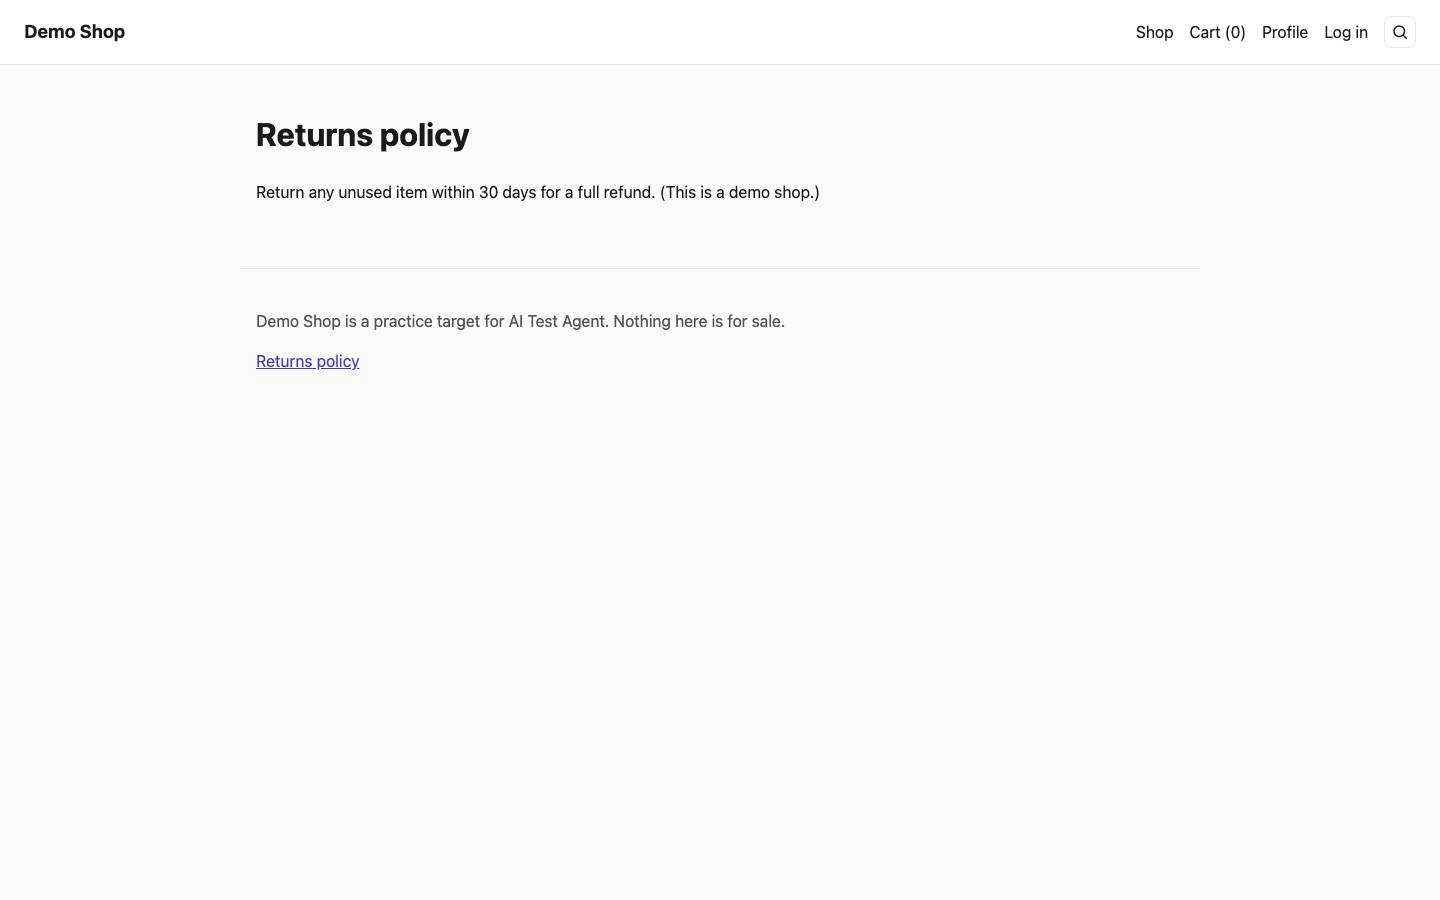 Demo Shop
Shop
Cart (0)
Profile
Log in
Returns policy
Return any unused item within 30 days for a full refund. (This is a demo shop.)
Demo Shop is a practice target for AI Test Agent. Nothing here is for sale.
Returns policy